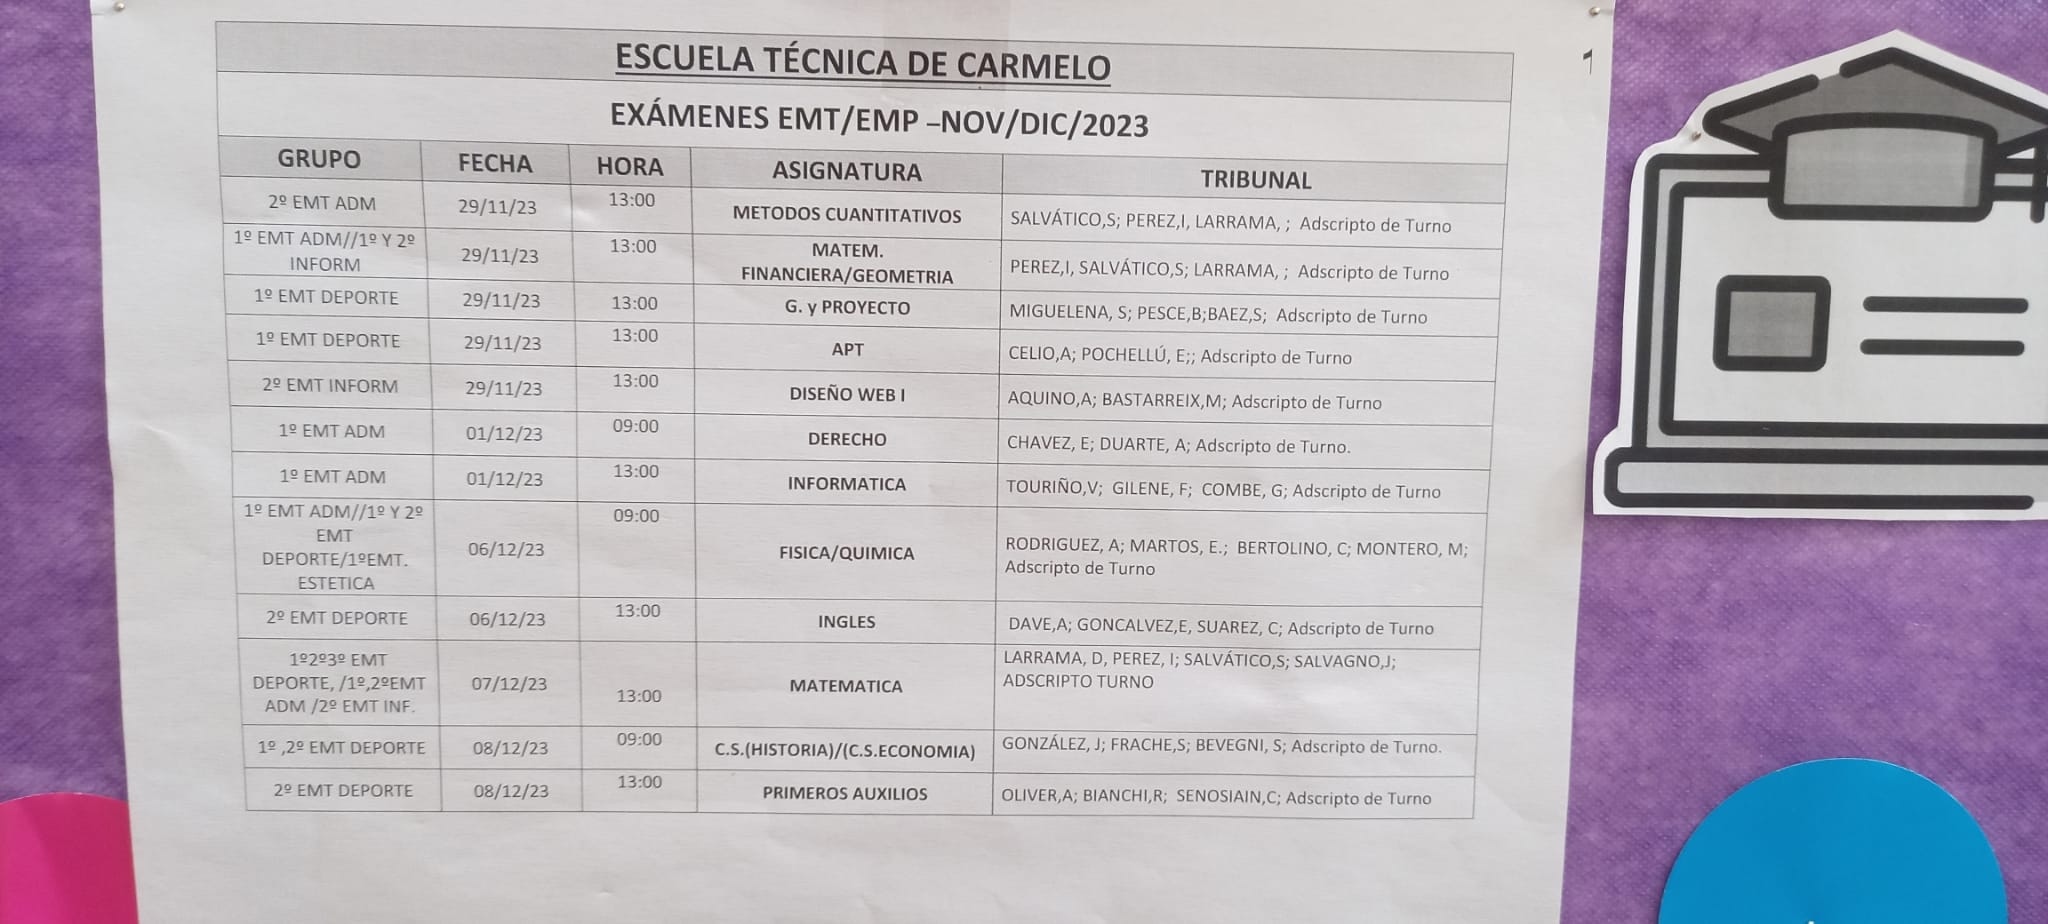 1
ESCUELA TÉCNICA DE CARMELO
EXÁMENES EMT/EMP –NOV/DIC/2023
GRUPO FECHA HORA ASIGNATURA TRIBUNAL
2º EMT ADM 29/11/23 13:00 METODOS CUANTITATIVOS SALVÁTICO,S; PEREZ,I, LARRAMA, ; Adscripto de Turno
1º EMT ADM//1º Y 2º
INFORM 29/11/23 13:00 MATEM.
FINANCIERA/GEOMETRIA PEREZ,I, SALVÁTICO,S; LARRAMA, ; Adscripto de Turno
1º EMT DEPORTE 29/11/23 13:00 G. y PROYECTO MIGUELENA, S; PESCE,B;BAEZ,S; Adscripto de Turno
1º EMT DEPORTE 29/11/23 13:00 APT CELIO,A; POCHELLÚ, E;; Adscripto de Turno
2º EMT INFORM 29/11/23 13:00 DISEÑO WEB I AQUINO,A; BASTARREIX,M; Adscripto de Turno
1º EMT ADM 01/12/23 09:00 DERECHO CHAVEZ, E; DUARTE, A; Adscripto de Turno.
1º EMT ADM 01/12/23 13:00 INFORMATICA TOURIÑO,V; GILENE, F; COMBE, G; Adscripto de Turno
1º EMT ADM//1º Y 2º
EMT
DEPORTE/1ºEMT.
ESTETICA 06/12/23 09:00 FISICA/QUIMICA RODRIGUEZ, A; MARTOS, E.; BERTOLINO, C; MONTERO, M;
Adscripto de Turno
2º EMT DEPORTE 06/12/23 13:00 INGLES DAVE,A; GONCALVEZ,E, SUAREZ, C; Adscripto de Turno
1º2º3º EMT
DEPORTE, /1º,2ºEMT
ADM /2º EMT INF. 07/12/23 13:00 MATEMATICA LARRAMA, D, PEREZ, I; SALVÁTICO,S; SALVAGNO,J;
ADSCRIPTO TURNO
1º ,2º EMT DEPORTE 08/12/23 09:00 C.S.(HISTORIA)/(C.S.ECONOMIA) GONZÁLEZ, J; FRACHE,S; BEVEGNI, S; Adscripto de Turno.
2º EMT DEPORTE 08/12/23 13:00 PRIMEROS AUXILIOS OLIVER,A; BIANCHI,R; SENOSIAIN,C; Adscripto de Turno